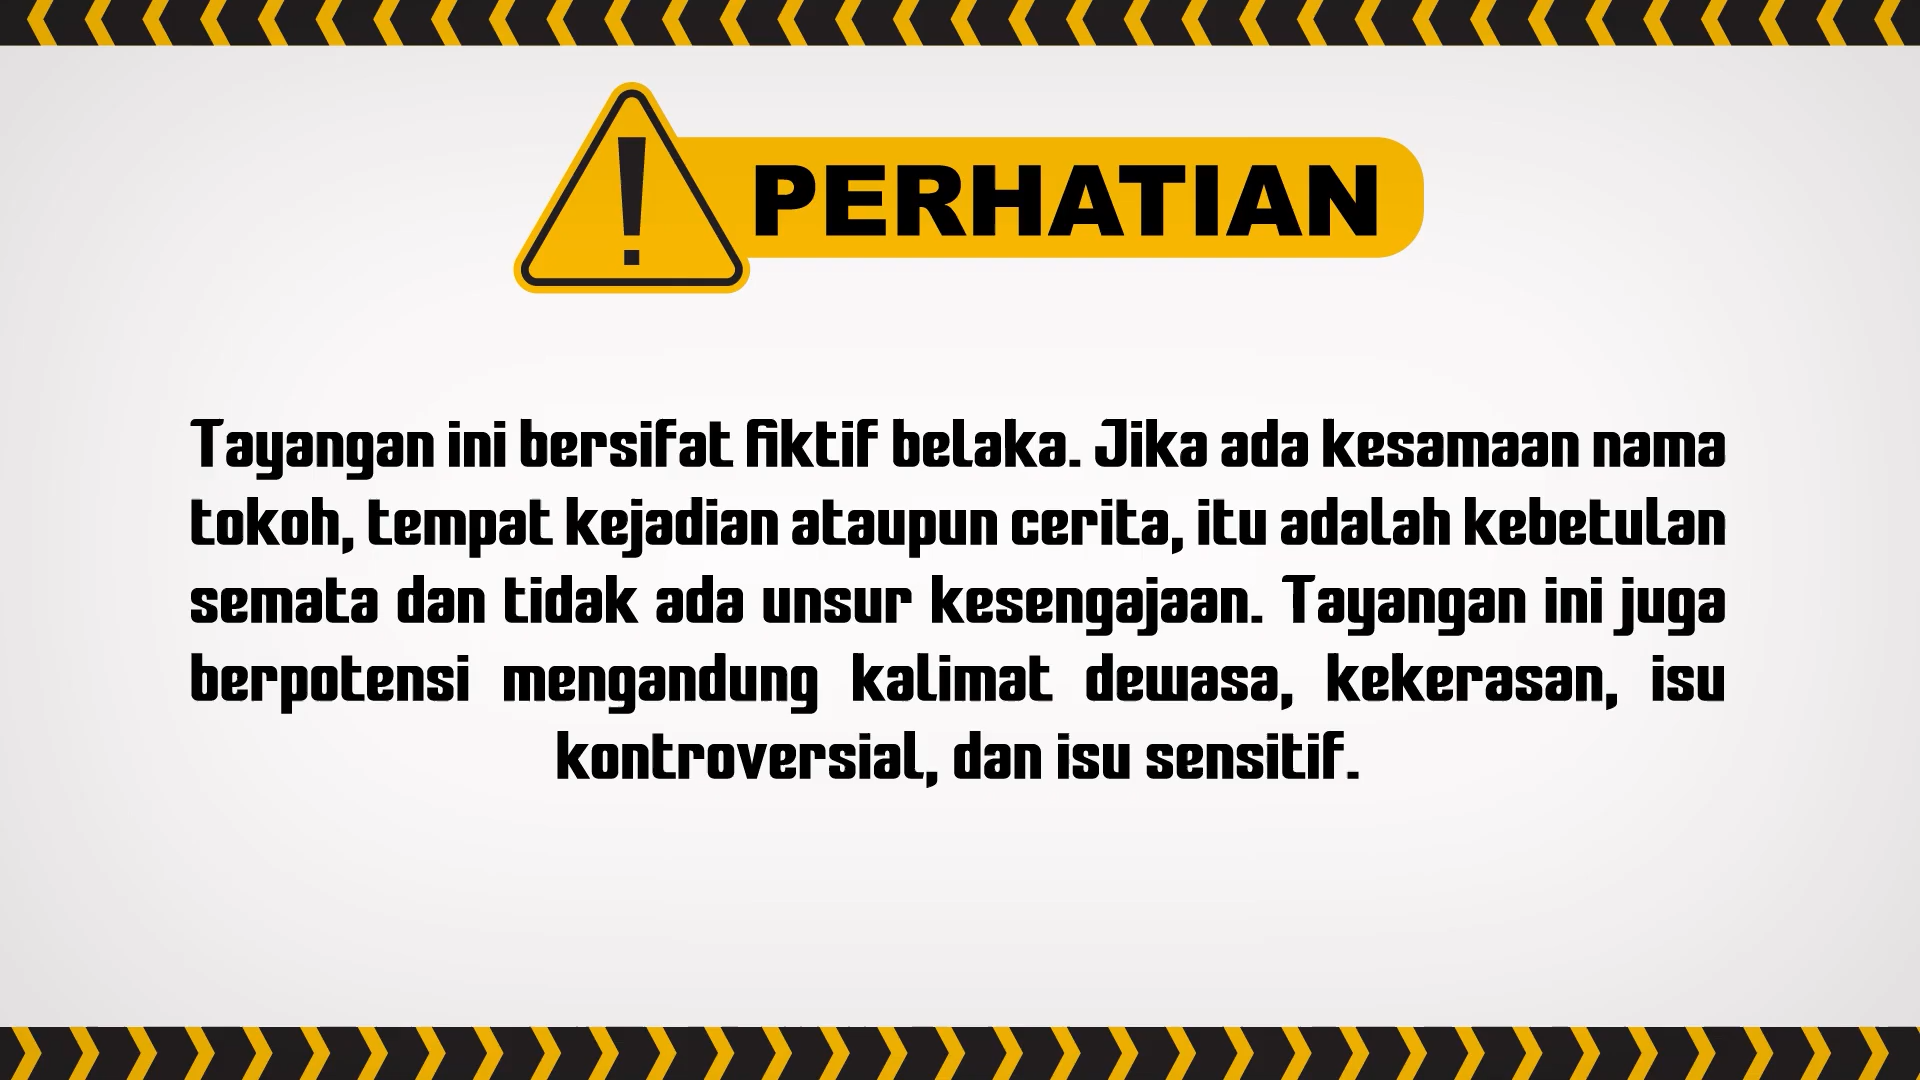 !
PERHATIAN
Tayangan ini bersifat fiktif belaka. Jika ada kesamaan nama
tokoh, tempat kejadian ataupun cerita, itu adalah kebetulan
semata dan tidak ada unsur kesengajaan. Tayangan ini juga
berpotensi mengandung kalimat dewasa, kekerasan, isu
kontroversial, dan isu sensitif.